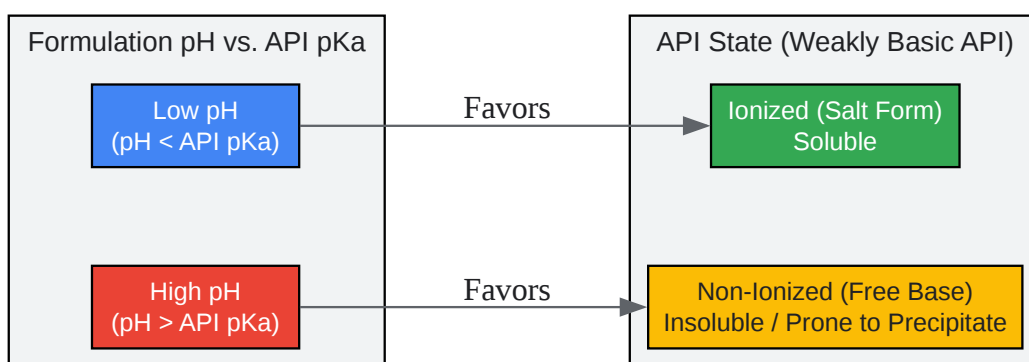 Formulation pH vs. API pKa
Low pH
(pH < API pKa)
High pH
(pH > API pKa)
Favors
Favors
API State (Weakly Basic API)
Ionized (Salt Form)
Soluble
Non-Ionized (Free Base)
Insoluble / Prone to Precipitate